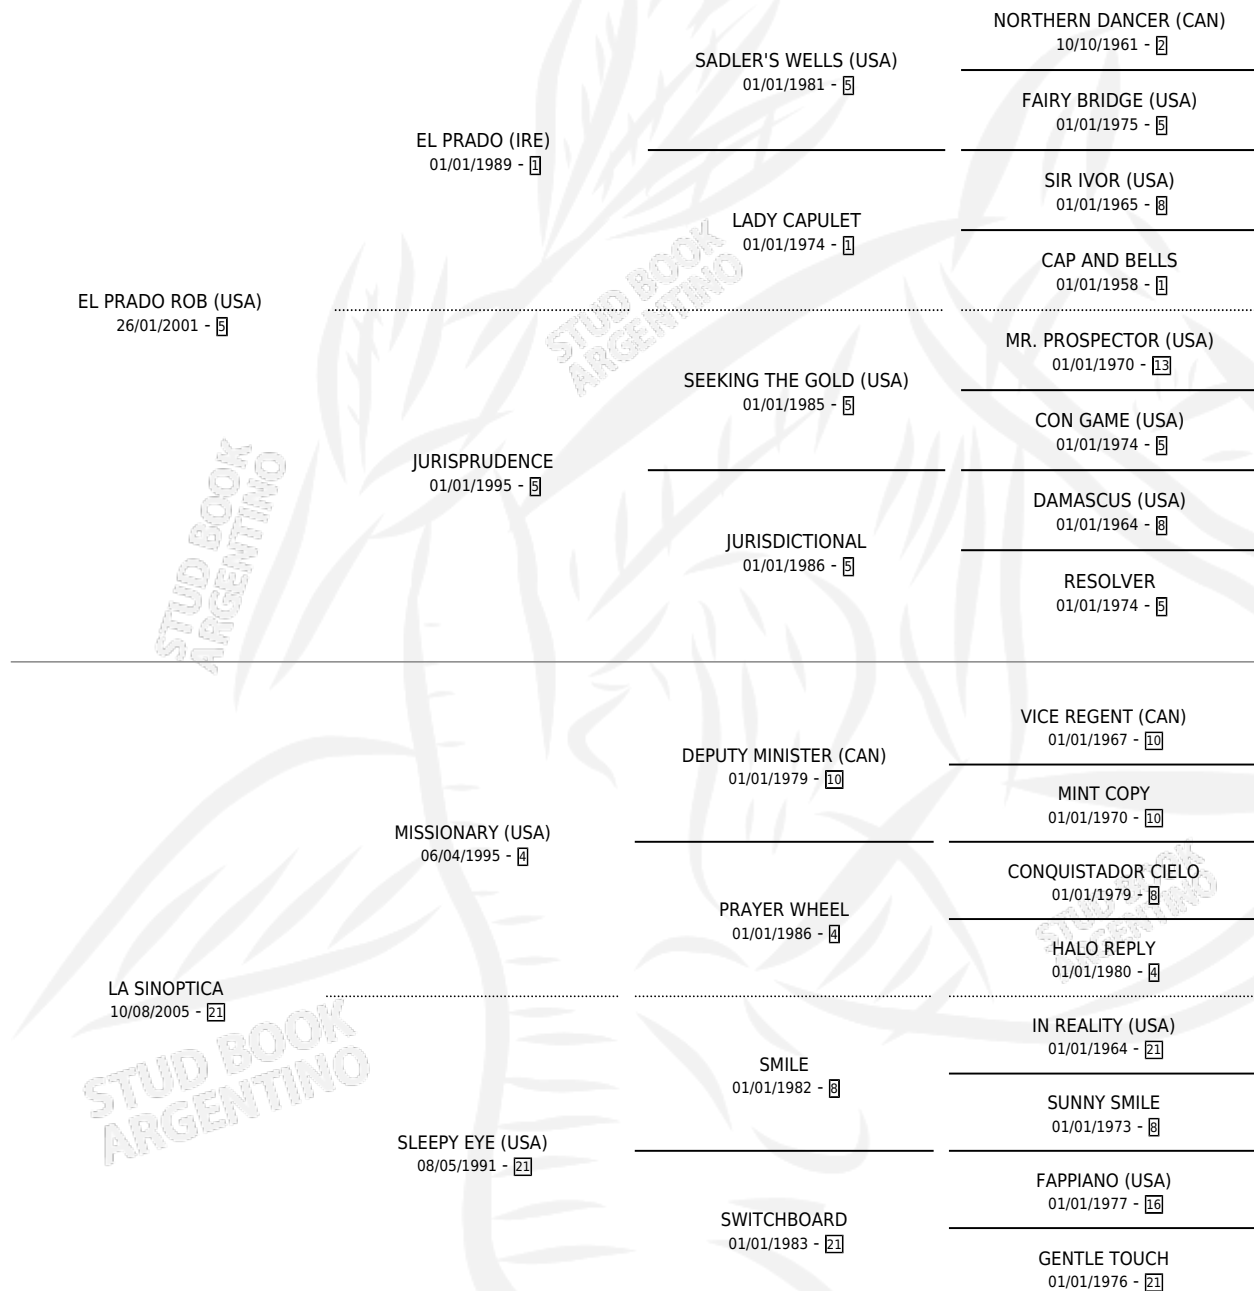 NORTHERN DANCER (CAN)
10/10/1961 - 2
SADLER'S WELLS (USA)
01/01/1981 - 5
FAIRY BRIDGE (USA)
01/01/1975 - 5
EL PRADO (IRE)
01/01/1989 - 1
SIR IVOR (USA)
01/01/1965 - 8
LADY CAPULET
01/01/1974 - 1
CAP AND BELLS
01/01/1958 - 1
EL PRADO ROB (USA)
26/01/2001 - 5
MR. PROSPECTOR (USA)
01/01/1970 - 13
SEEKING THE GOLD (USA)
01/01/1985 - 5
CON GAME (USA)
01/01/1974 - 5
JURISPRUDENCE
01/01/1995 - 5
DAMASCUS (USA)
01/01/1964 - 8
JURISDICTIONAL
01/01/1986 - 5
RESOLVER
01/01/1974 - 5
STUD BOOK
ARGENTINO
STUD BOOK
ARGENTINO
VICE REGENT (CAN)
01/01/1967 - 10
DEPUTY MINISTER (CAN)
01/01/1979 - 10
MINT COPY
01/01/1970 - 10
MISSIONARY (USA)
06/04/1995 - 4
CONQUISTADOR CIELO
01/01/1979 - 8
PRAYER WHEEL
01/01/1986 - 4
HALO REPLY
01/01/1980 - 4
LA SINOPTICA
10/08/2005 - 21
IN REALITY (USA)
01/01/1964 - 21
SMILE
01/01/1982 - 8
SUNNY SMILE
01/01/1973 - 8
SLEEPY EYE (USA)
08/05/1991 - 21
FAPPIANO (USA)
01/01/1977 - 16
SWITCHBOARD
01/01/1983 - 21
GENTLE TOUCH
01/01/1976 - 21
STUD BOOK
ARGENTINO
STUD BOOK
ARGENTINO